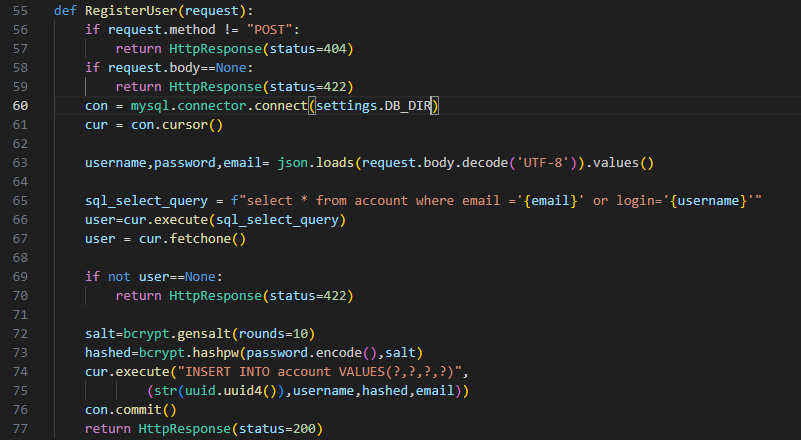 55 def RegisterUser(request):
56     if request.method != "POST":
57         return HttpResponse(status=404)
58     if request.body==None:
59         return HttpResponse(status=422)
60     con = mysql.connector.connect(settings.DB_DIR)
61     cur = con.cursor()
62
63     username,password,email= json.loads(request.body.decode('UTF-8')).values()
64
65     sql_select_query = f"select * from account where email ='{email}' or login='{username}'"
66     user=cur.execute(sql_select_query)
67     user = cur.fetchone()
68
69     if not user==None:
70         return HttpResponse(status=422)
71
72     salt=bcrypt.gensalt(rounds=10)
73     hashed=bcrypt.hashpw(password.encode(),salt)
74     cur.execute("INSERT INTO account VALUES(?,?,?,?)",
75             (str(uuid.uuid4()),username,hashed,email))
76     con.commit()
77     return HttpResponse(status=200)